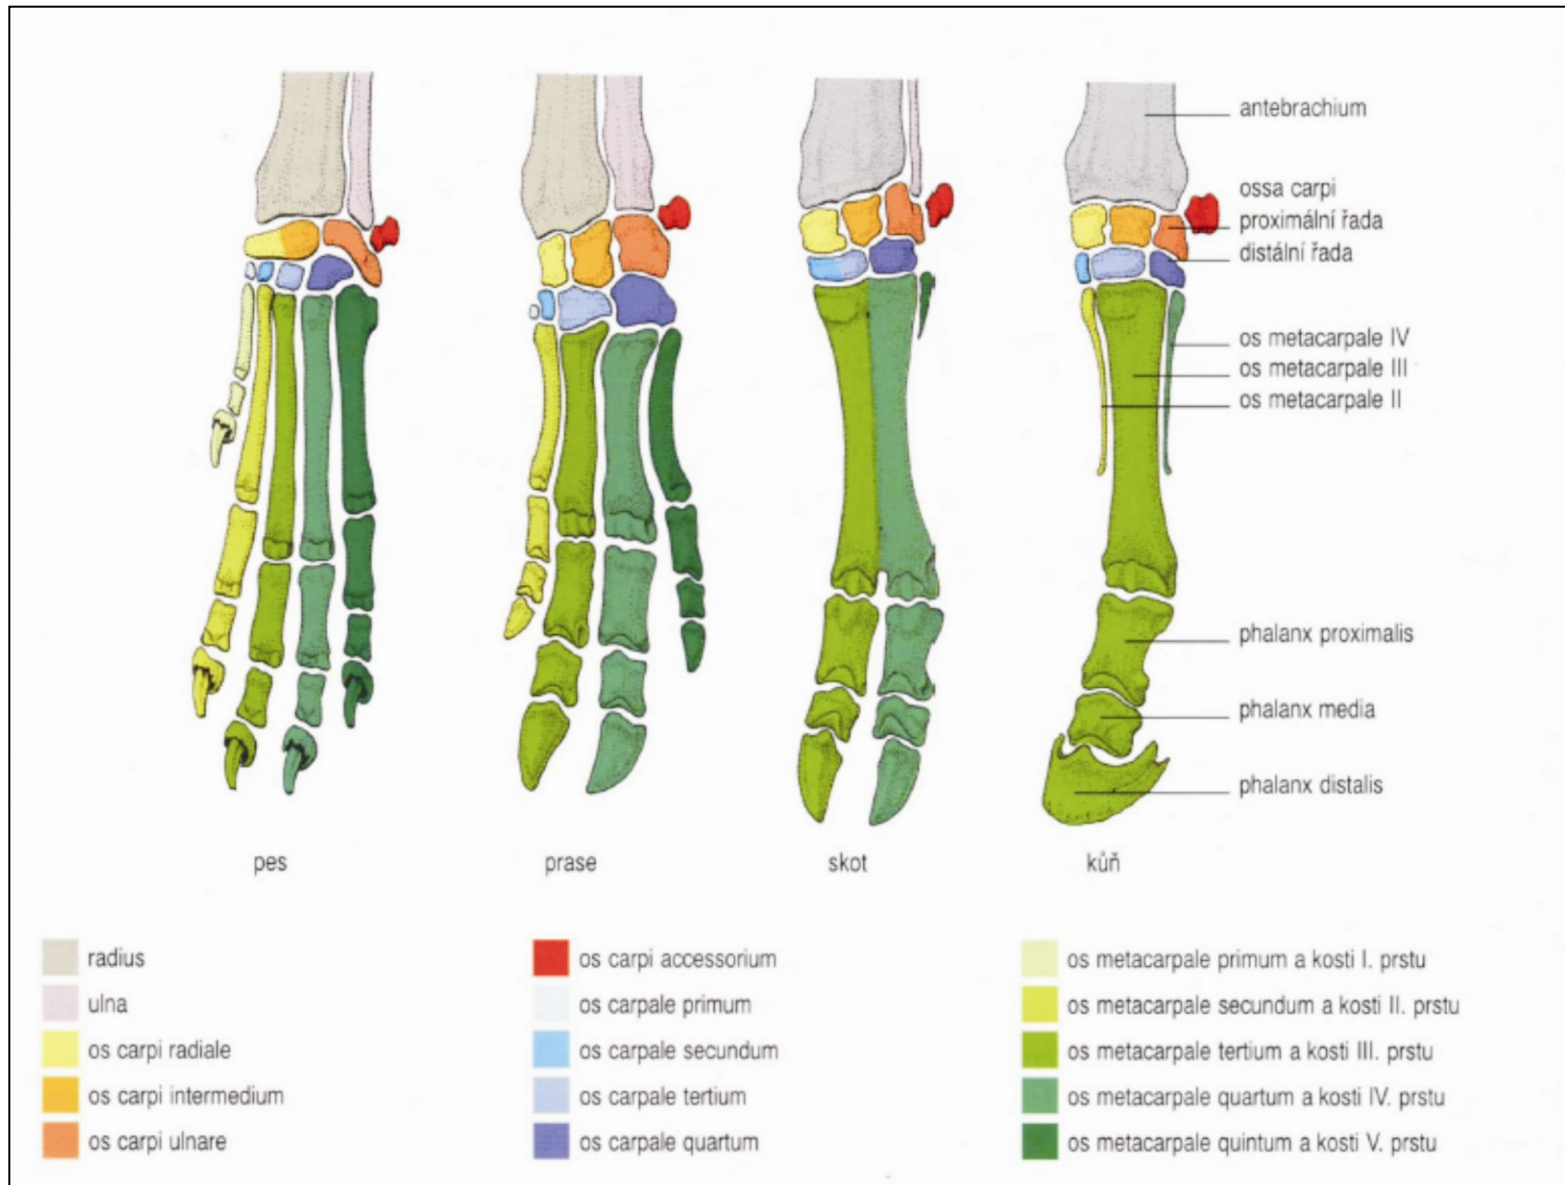 antebrachium
ossa carpi
proximální řada
distální řada
os metacarpale IV
os metacarpale III
os metacarpale II
phalanx proximalis
phalanx media
phalanx distalis
pes
prase
skot
kůň
radius
ulna
os carpi radiale
os carpi intermedium
os carpi ulnare
os carpi accessorium
os carpale primum
os carpale secundum
os carpale tertium
os carpale quartum
os metacarpale primum a kosti I. prstu
os metacarpale secundum a kosti II. prstu
os metacarpale tertium a kosti III. prstu
os metacarpale quartum a kosti IV. prstu
os metacarpale quintum a kosti V. prstu